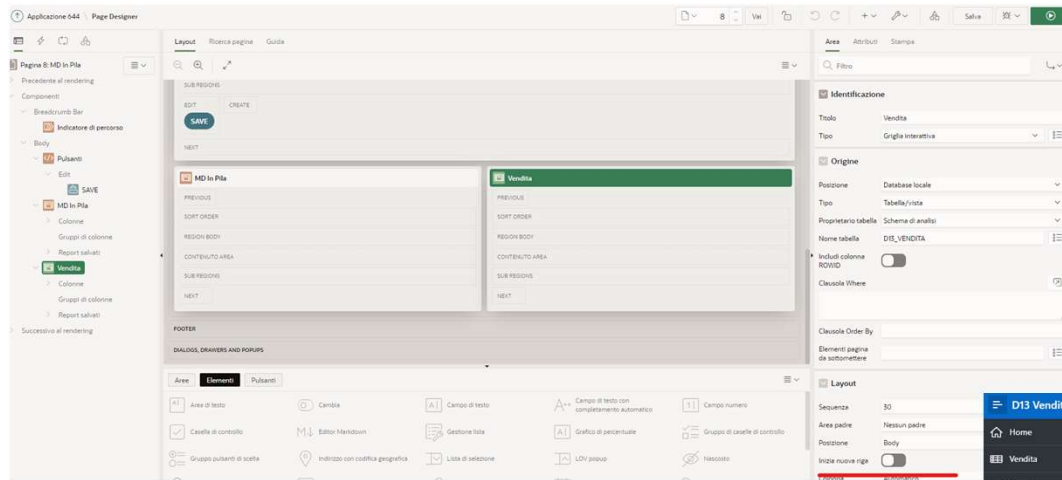 Applicazione 644 \ Page Designer
8 Vai Salva
Pagina 8: MD In Pila
Precedente al rendering
Componenti
Breadcrumb Bar
Indicatore di percorso
Body
Pulsanti
Edit
SAVE
MD In Pila
Colonne
Gruppi di colonne
Report salvati
Vendita
Colonne
Gruppi di colonne
Report salvati
Successivo al rendering
Layout Ricerca pagine Guida
SUB REGIONS
EDIT CREATE
SAVE
NEXT
MD In Pila
PREVIOUS
SORT ORDER
REGION BODY
CONTENUTO AREA
SUB REGIONS
NEXT
Vendita
PREVIOUS
SORT ORDER
REGION BODY
CONTENUTO AREA
SUB REGIONS
NEXT
FOOTER
DIALOGS, DRAWERS AND POPUPS
Aree Elementi Pulsanti
Area di testo Cambia Campo di testo Campo di testo con completamento automatico Campo numero
Casella di controllo Editor Markdown Gestione lista Grafico di percentuale Gruppo di caselle di controllo
Gruppo pulsanti di scelta Indirizzo con codifica geografica Lista di selezione LOV popup Nascosto
Area Attributi Stampa
Filtro
Identificazione
Titolo Vendita
Tipo Griglia interattiva
Origine
Posizione Database locale
Tipo Tabella/vista
Proprietario tabella Schema di analisi
Nome tabella D13_VENDITA
Includi colonna ROWID
Clausola Where
Clausola Order By
Elementi pagina da sottomettere
Layout
Sequenza 30
Area padre Nessun padre
Posizione Body
Inizia nuova riga
Colonna Automatico
D13 Vendit
Home
Vendita